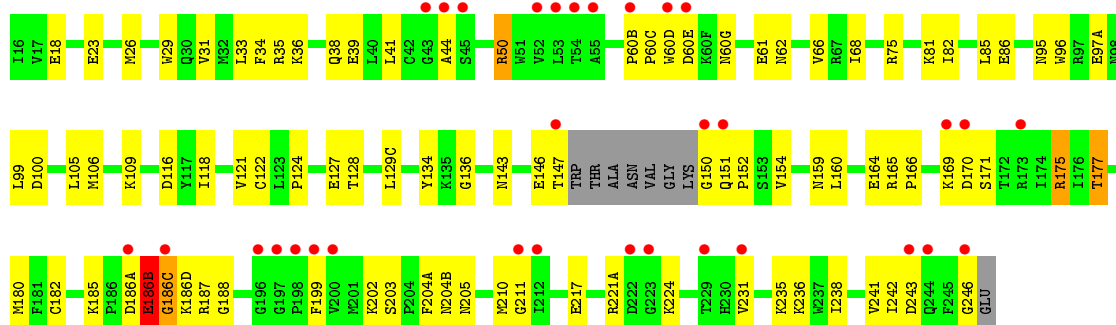 I16 V17 E18 E23 M26 W29 Q30 V31 M32 L33 F34 R35 K36 Q38 E39 L40 L41 C42 G43 A44 S45 R50 W51 V52 L53 T54 A55 P60B P60C W60D D60E K60F N60G E61 N62 V66 R67 I68 R75 K81 I82 L85 E86 N95 W96 R97 E97A N98
L99 D100 L105 M106 K109 D116 Y117 I118 V121 C122 L123 P124 E127 T128 L129C Y134 K135 G136 N143 E146 T147 TRP THR ALA ASN VAL GLY LYS G150 Q151 P152 S153 V154 N159 L160 E164 R165 P166 K169 D170 S171 T172 R173 I174 R175 I176 T177
M180 F181 C182 K185 P186 D186A E186B G186C K186D R187 G188 G196 G197 P198 F199 V200 M201 K202 S203 P204 F204A N204B N205 M210 G211 I212 E217 R221A D222 G223 K224 T229 H230 V231 K235 K236 W237 I238 V241 I242 D243 Q244 F245 G246 GLU